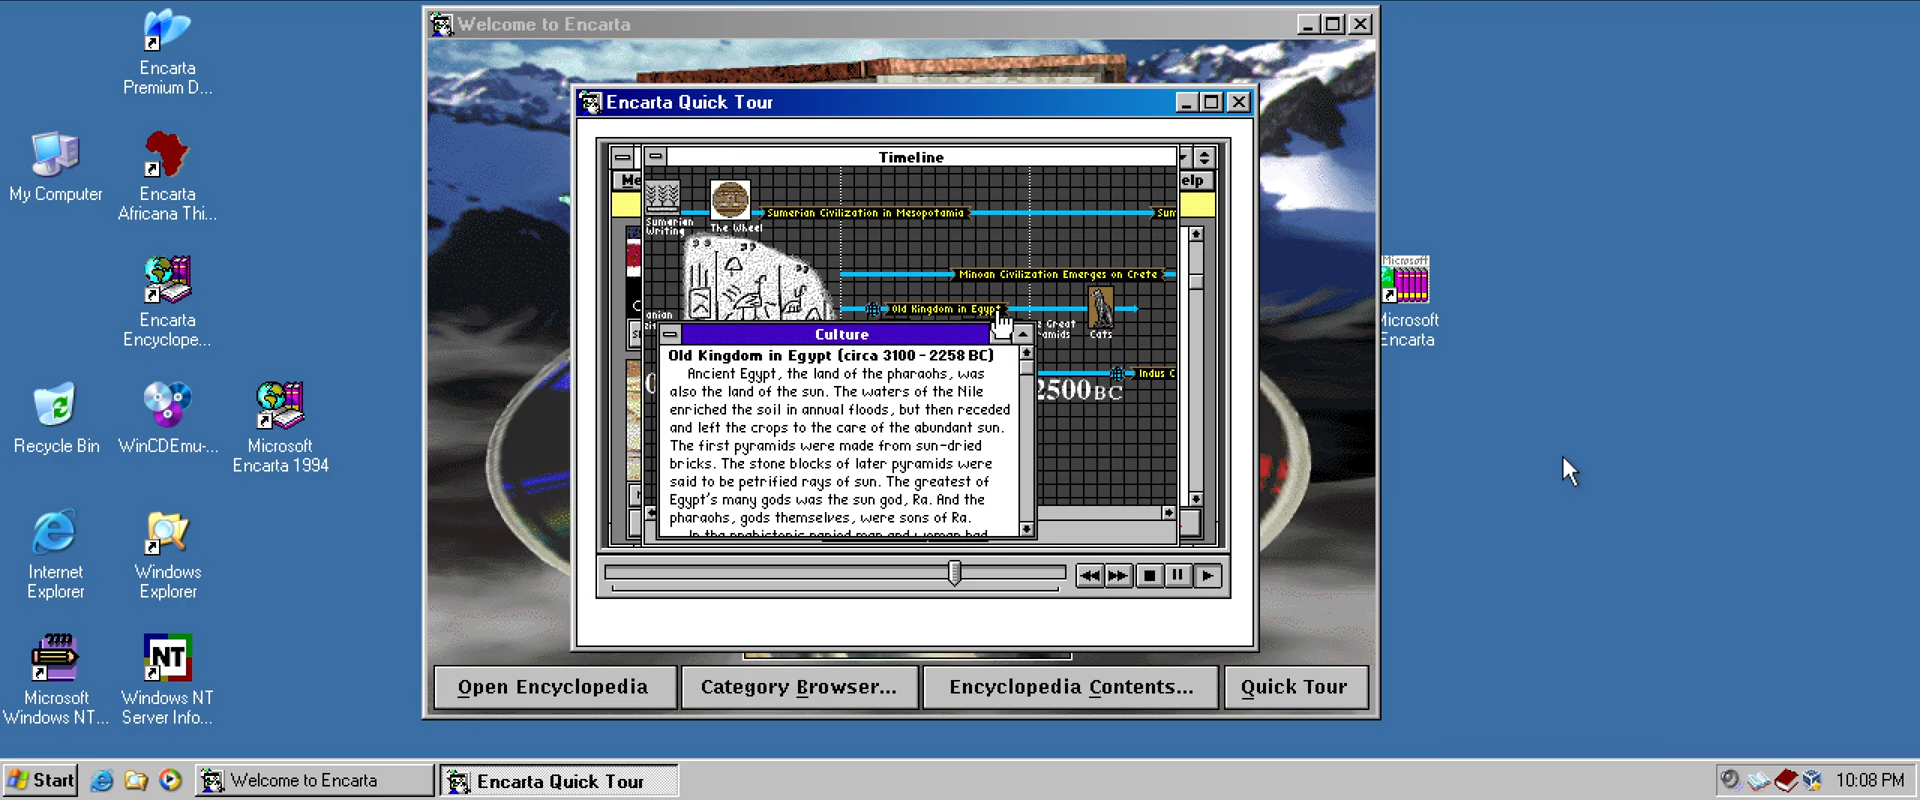 Encarta
Premium D...
My Computer
Encarta
Africana Thi...
Encarta
Encyclope...
Recycle Bin
WinCDEmu-...
Microsoft
Encarta 1994
Internet
Explorer
Windows
Explorer
Microsoft
Windows NT...
NT
Windows NT
Server Info...
Welcome to Encarta
Encarta Quick Tour
Timeline
Me
elp
Sumerian
Writing
The Wheel
Sumerian Civilization in Mesopotamia
Sum
Minoan Civilization Emerges on Crete
Old Kingdom in Egypt
anian
e Great
ramids
Cats
Indus C
2500 BC
Culture
Old Kingdom in Egypt (circa 3100 - 2258 BC)
Ancient Egypt, the land of the pharaohs, was
also the land of the sun. The waters of the Nile
enriched the soil in annual floods, but then receded
and left the crops to the care of the abundant sun.
The first pyramids were made from sun-dried
bricks. The stone blocks of later pyramids were
said to be petrified rays of sun. The greatest of
Egypt's many gods was the sun god, Ra. And the
pharaohs, gods themselves, were sons of Ra.
Open Encyclopedia
Category Browser...
Encyclopedia Contents...
Quick Tour
Microsoft
Microsoft
Encarta
Start
Welcome to Encarta
Encarta Quick Tour
10:08 PM